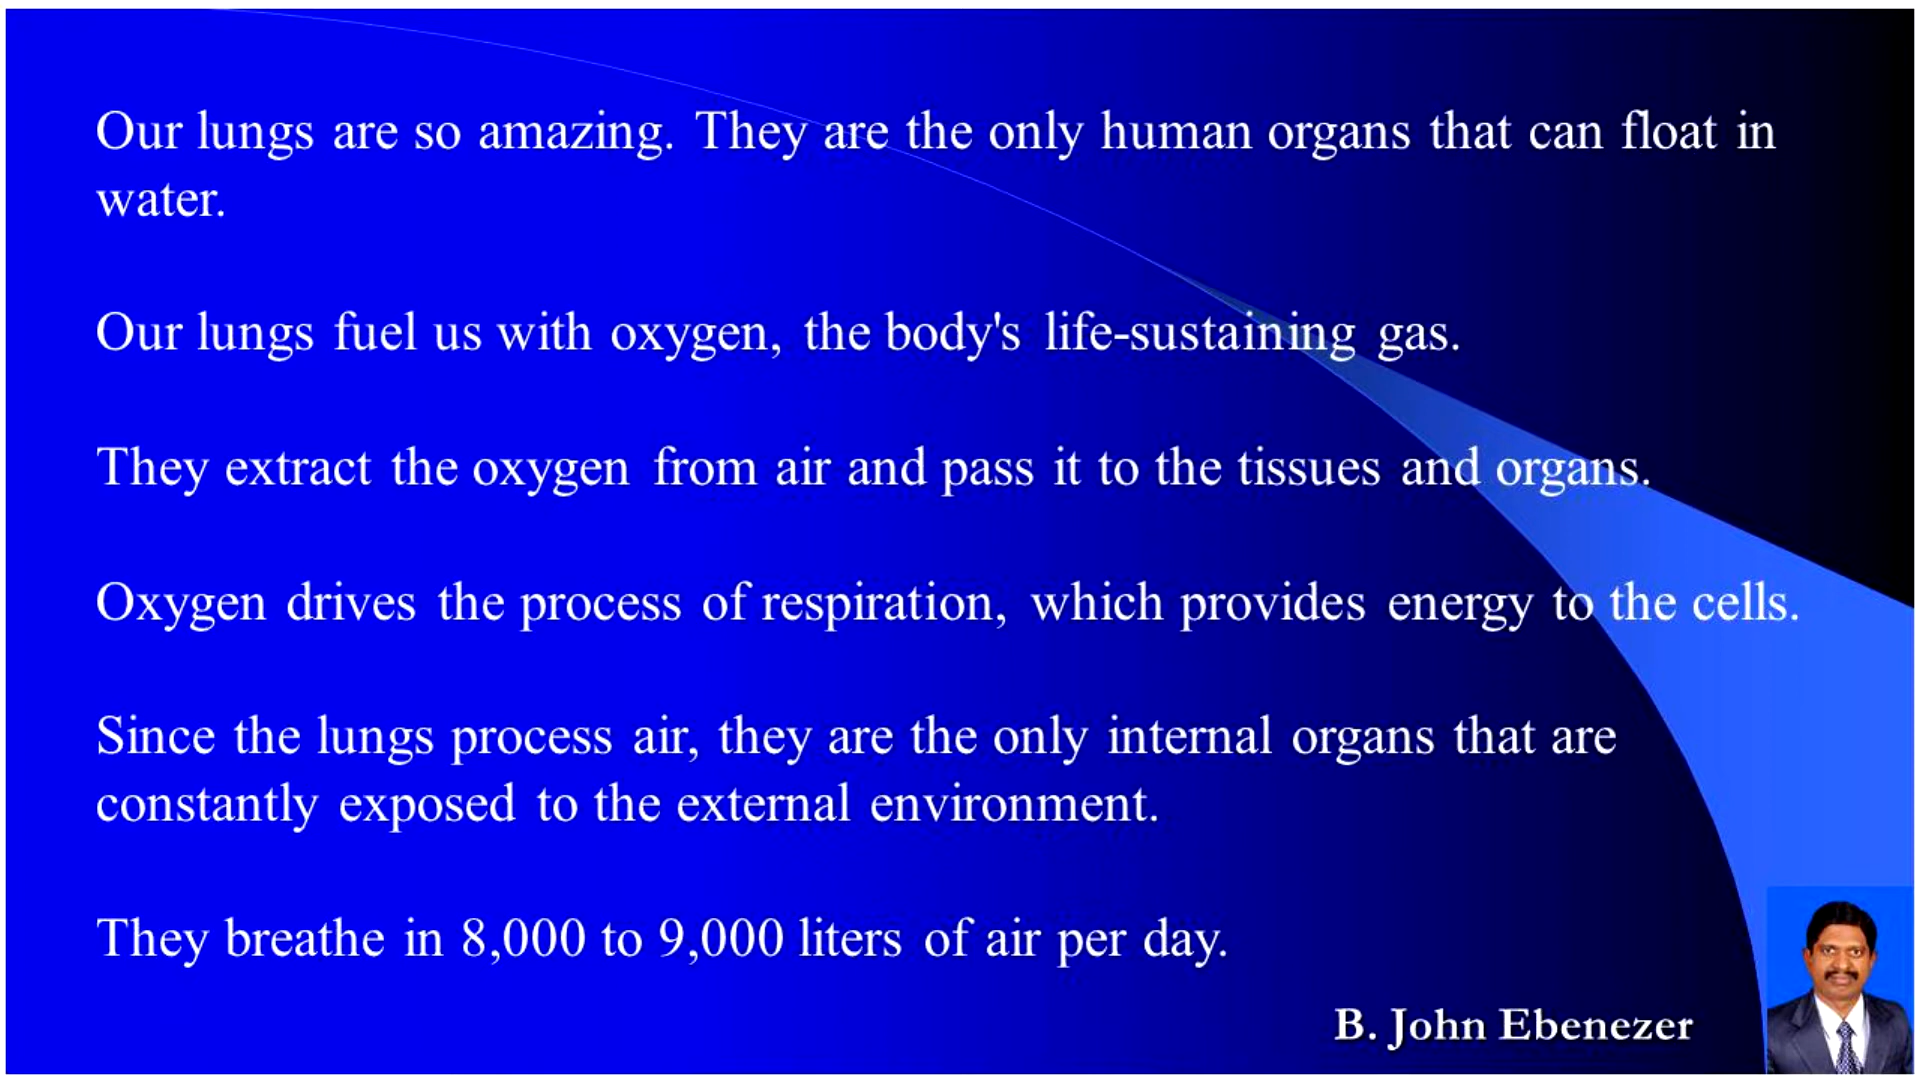 Our lungs are so amazing. They are the only human organs that can float in
water.
Our lungs fuel us with oxygen, the body's life-sustaining gas.
They extract the oxygen from air and pass it to the tissues and organs.
Oxygen drives the process of respiration, which provides energy to the cells.
Since the lungs process air, they are the only internal organs that are
constantly exposed to the external environment.
They breathe in 8,000 to 9,000 liters of air per day.
B. John Ebenezer